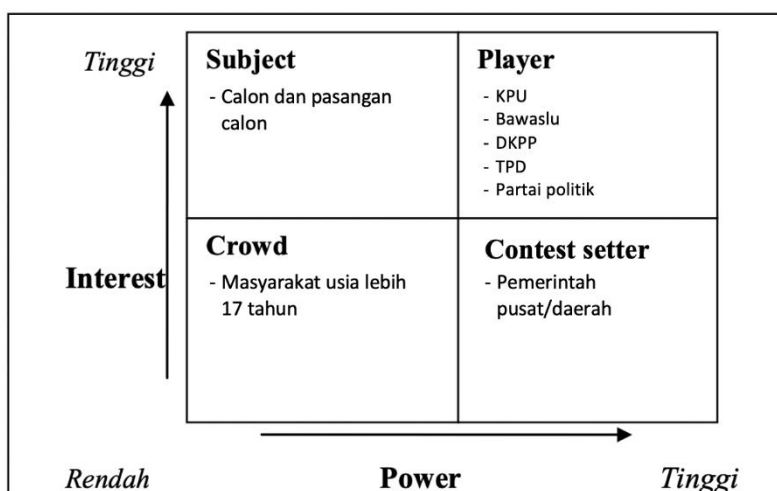 Tinggi
Subject
- Calon dan pasangan
calon
Player
- KPU
- Bawaslu
- DKPP
- TPD
- Partai politik
Interest
Crowd
- Masyarakat usia lebih
17 tahun
Contest setter
- Pemerintah
pusat/daerah
Rendah
Power
Tinggi